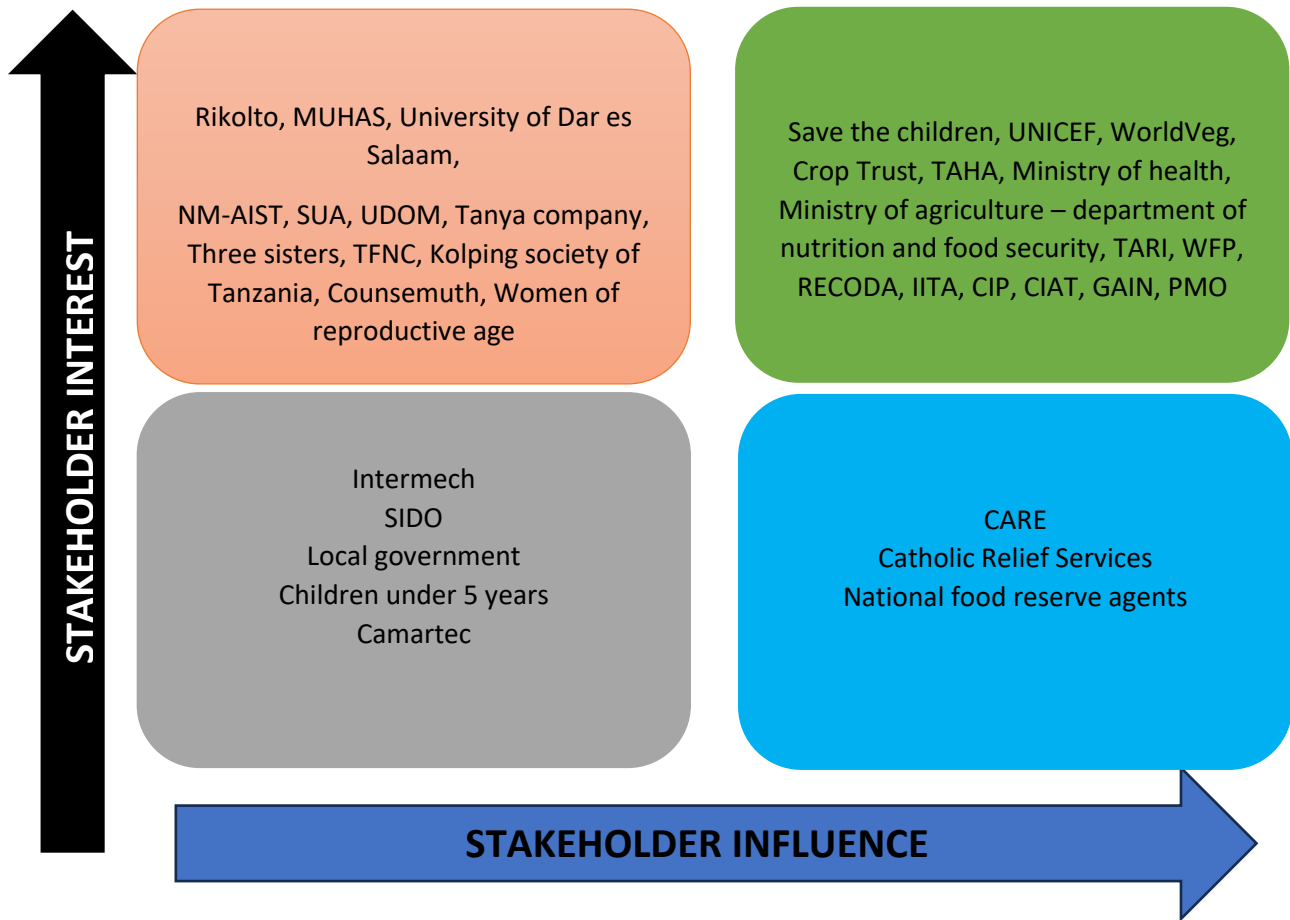 STAKEHOLDER INTEREST
Rikolto, MUHAS, University of Dar es
Salaam,
NM-AIST, SUA, UDOM, Tanya company,
Three sisters, TFNC, Kolping society of
Tanzania, Counsemuth, Women of
reproductive age
Save the children, UNICEF, WorldVeg,
Crop Trust, TAHA, Ministry of health,
Ministry of agriculture – department of
nutrition and food security, TARI, WFP,
RECODA, IITA, CIP, CIAT, GAIN, PMO
Intermech
SIDO
Local government
Children under 5 years
Camartec
CARE
Catholic Relief Services
National food reserve agents
STAKEHOLDER INFLUENCE